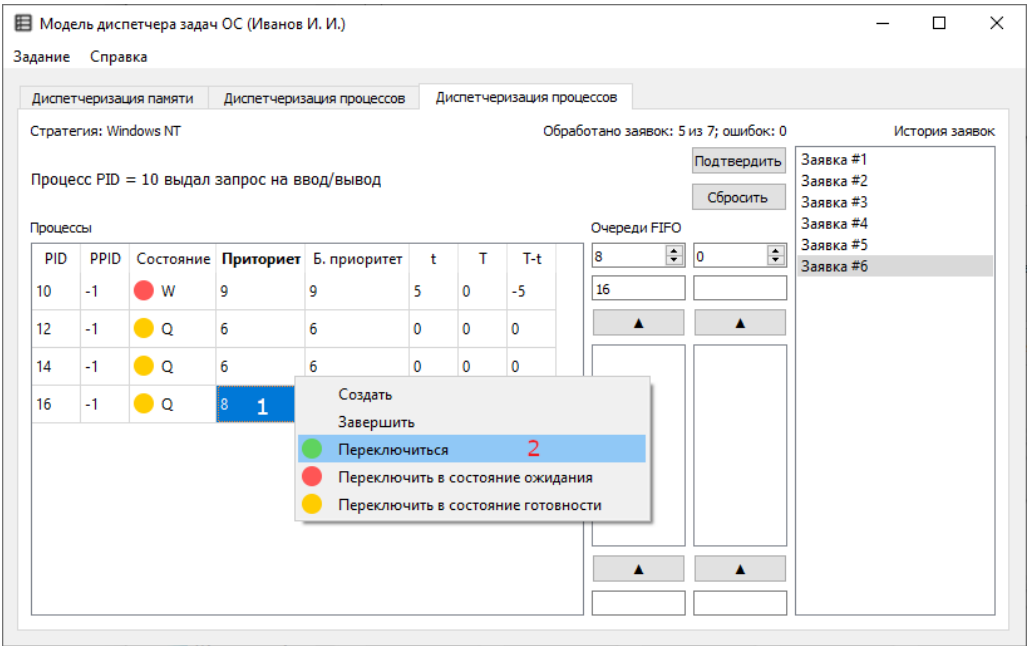 Модель диспетчера задач ОС (Иванов И. И.)
Задание Справка
Диспетчеризация памяти Диспетчеризация процессов Диспетчеризация процессов
Стратегия: Windows NT Обработано заявок: 5 из 7; ошибок: 0 История заявок
Процесс PID = 10 выдал запрос на ввод/вывод
Подтвердить
Сбросить
Заявка #1
Заявка #2
Заявка #3
Заявка #4
Заявка #5
Заявка #6
Процессы
PID PPID Состояние Приториет Б. приоритет t T T-t
10 -1 W 9 9 5 0 -5
12 -1 Q 6 6 0 0 0
14 -1 Q 6 6 0 0 0
16 -1 Q 8 1
Создать
Завершить
Переключиться 2
Переключить в состояние ожидания
Переключить в состояние готовности
Очереди FIFO
8 0
16